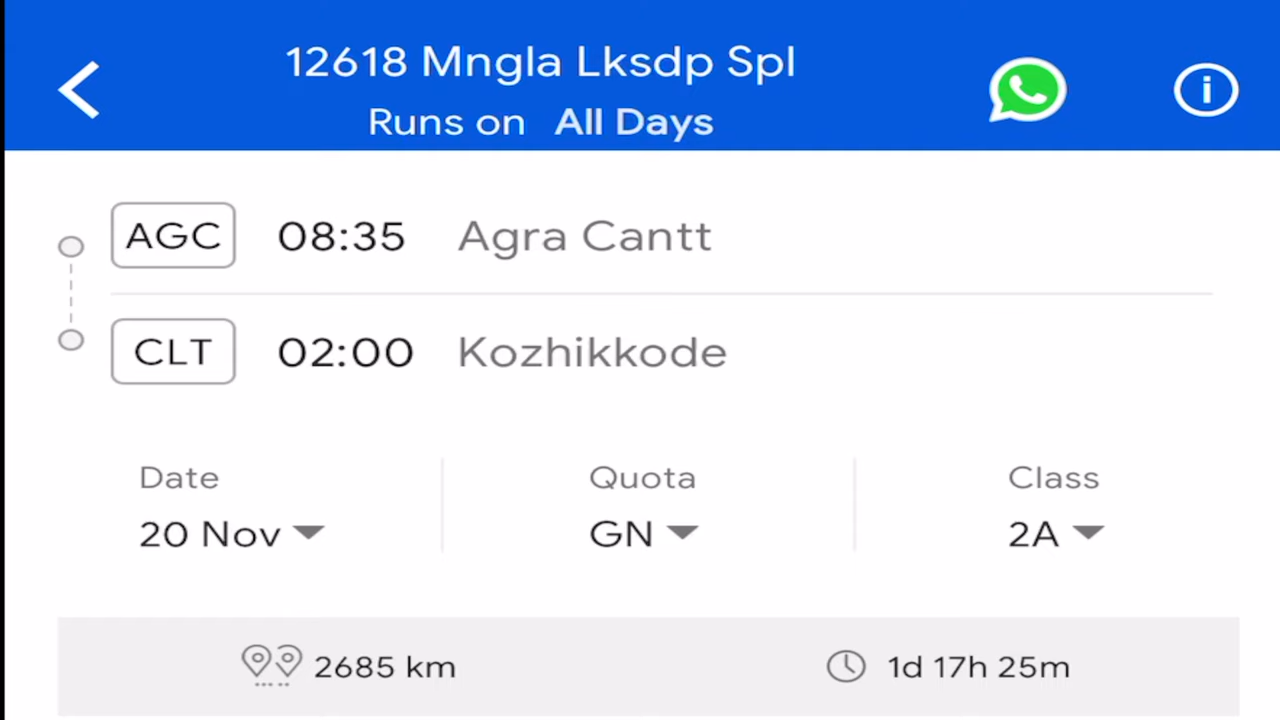 12618 Mngla Lksdp Spl
Runs on All Days
AGC 08:35 Agra Cantt
CLT 02:00 Kozhikkode
Date Quota Class
20 Nov GN 2A
2685 km 1d 17h 25m